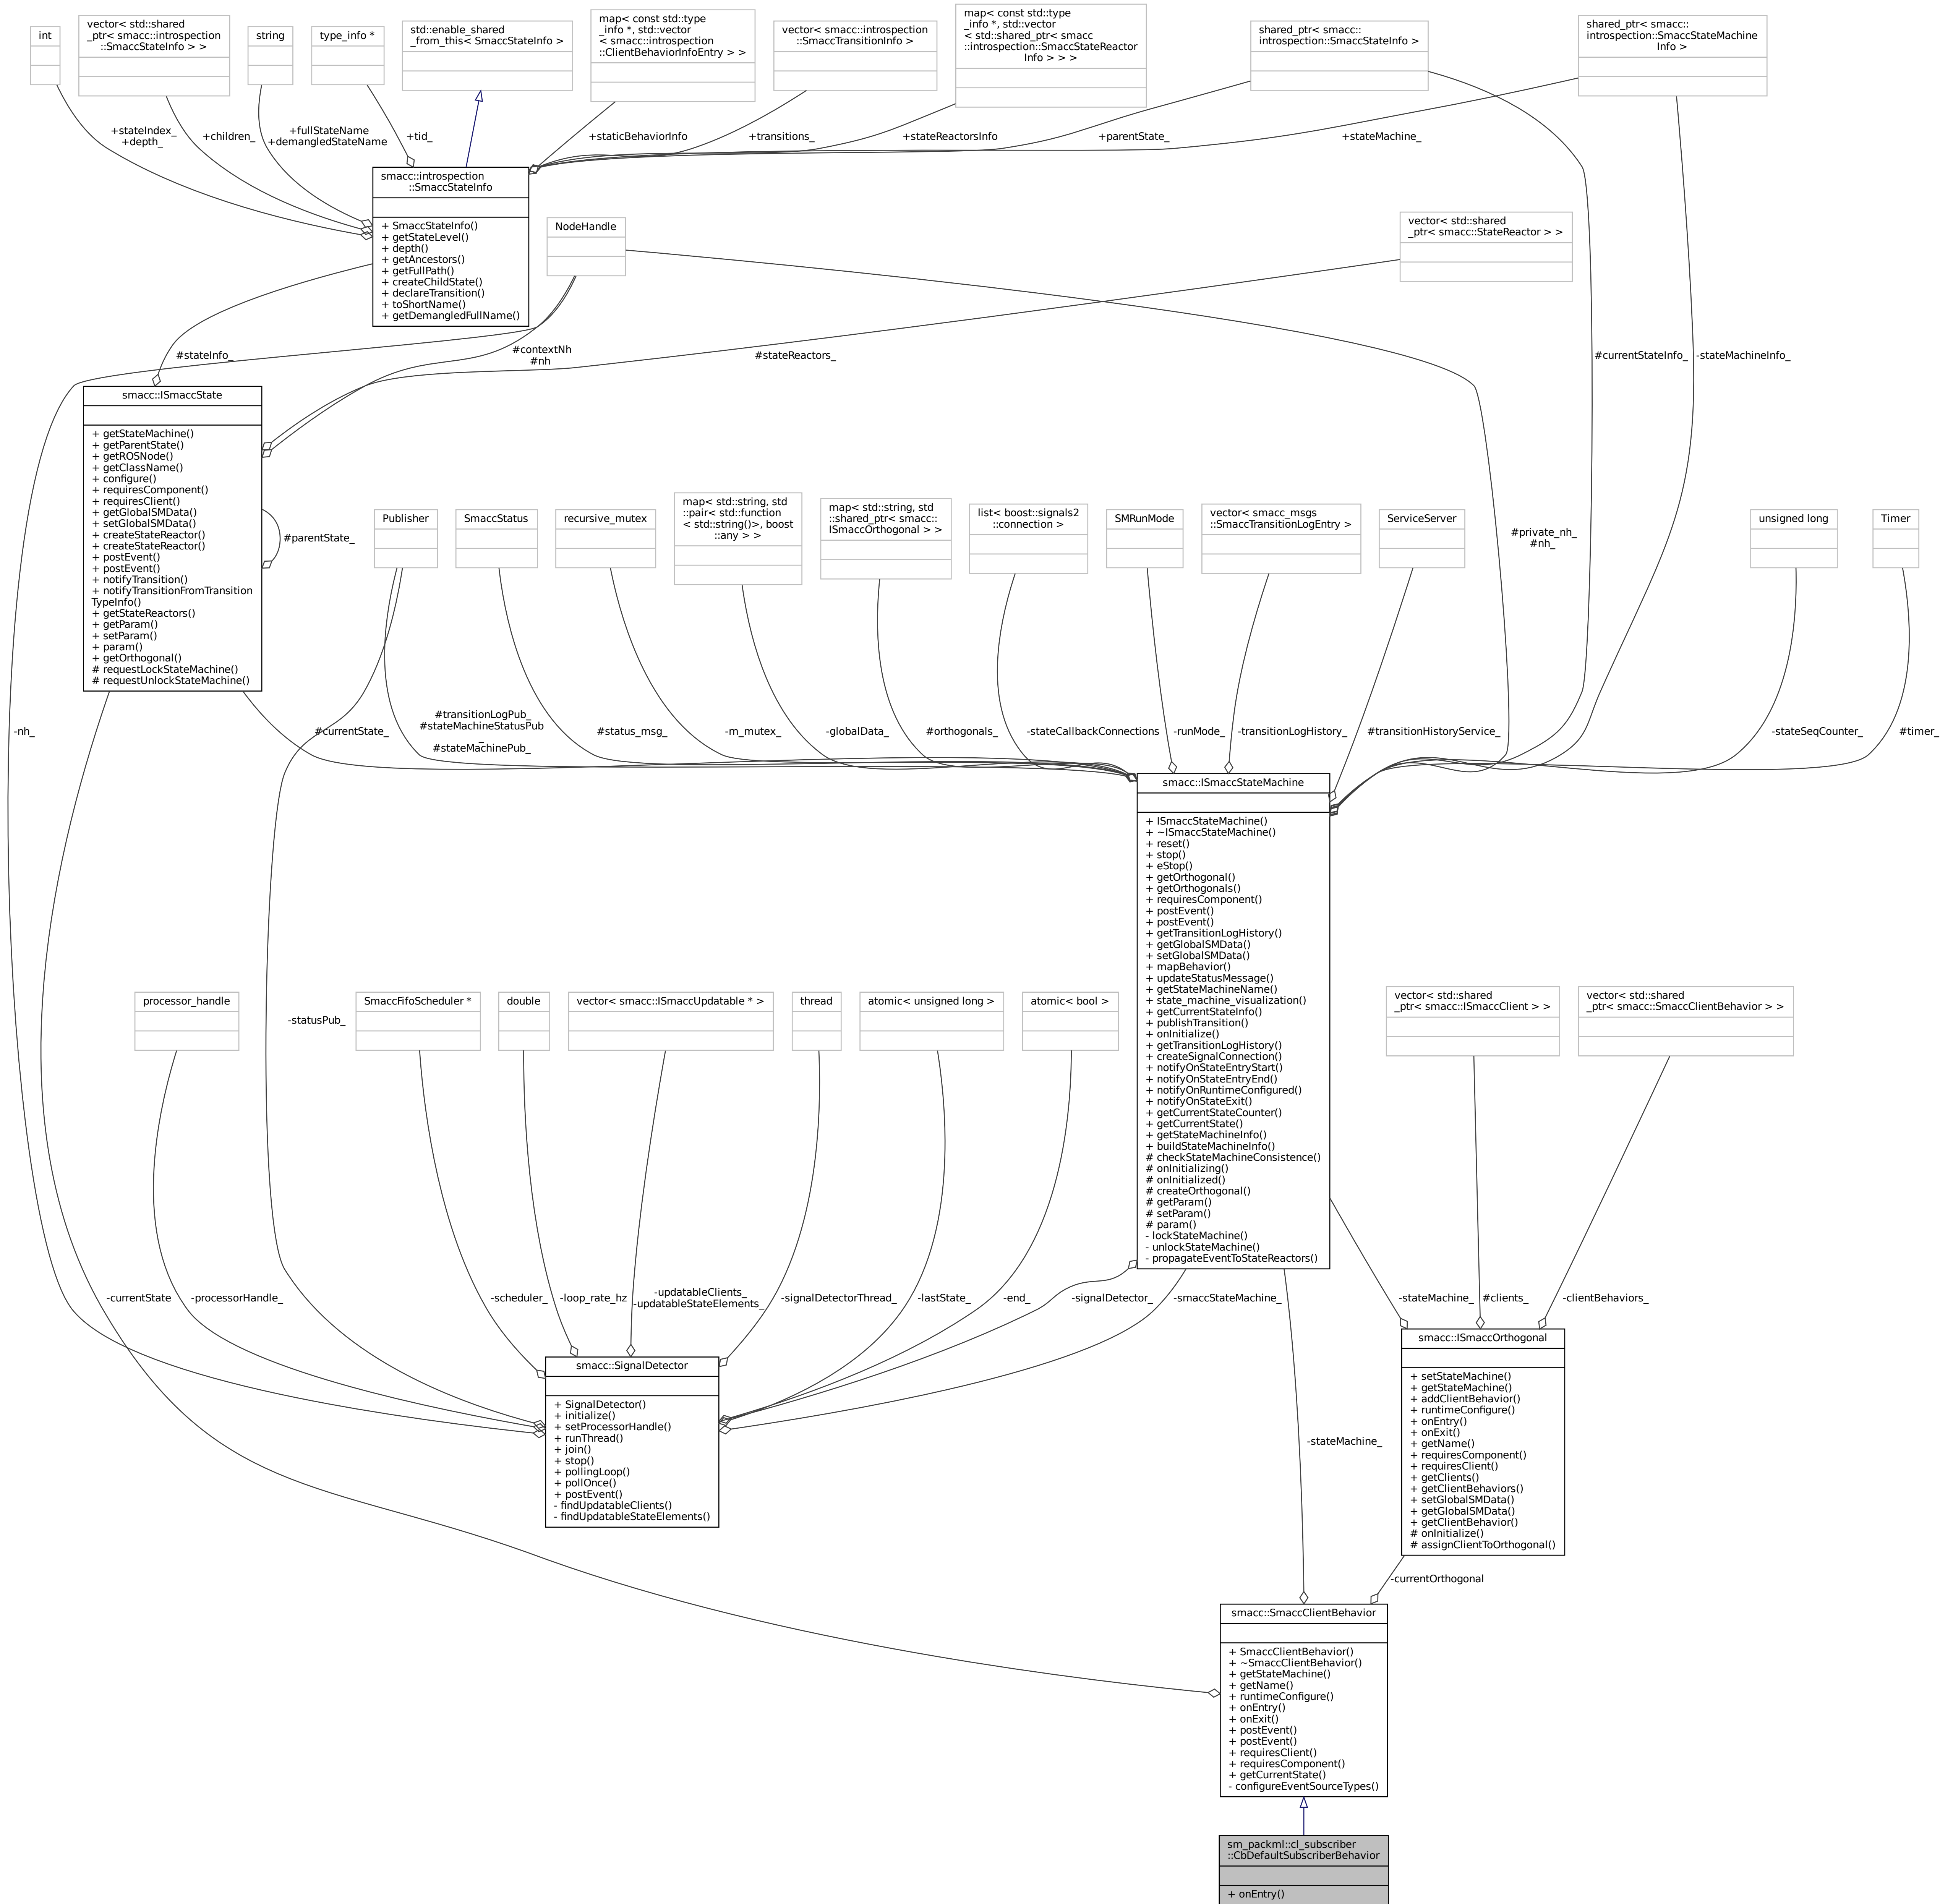 int
vector< std::shared
_ptr< smacc::introspection
::SmaccStateInfo > >
string
type_info *
std::enable_shared
_from_this< SmaccStateInfo >
map< const std::type
_info *, std::vector
< smacc::introspection
::ClientBehaviorInfoEntry > >
vector< smacc::introspection
::SmaccTransitionInfo >
map< const std::type
_info *, std::vector
< std::shared_ptr< smacc
::introspection::SmaccStateReactor
Info > > >
shared_ptr< smacc::
introspection::SmaccStateInfo >
shared_ptr< smacc::
introspection::SmaccStateMachine
Info >
+stateIndex_
+depth_
+children_
+fullStateName
+demangledStateName
+tid_
+staticBehaviorInfo
+transitions_
+stateReactorsInfo
+parentState_
+stateMachine_
smacc::introspection
::SmaccStateInfo
+ SmaccStateInfo()
+ getStateLevel()
+ depth()
+ getAncestors()
+ getFullPath()
+ createChildState()
+ declareTransition()
+ toShortName()
+ getDemangledFullName()
NodeHandle
vector< std::shared
_ptr< smacc::StateReactor > >
#stateInfo_
#contextNh
#nh
#stateReactors_
#currentStateInfo_
-stateMachineInfo_
smacc::ISmaccState
+ getStateMachine()
+ getParentState()
+ getROSNode()
+ getClassName()
+ configure()
+ requiresComponent()
+ requiresClient()
+ getGlobalSMData()
+ setGlobalSMData()
+ createStateReactor()
+ createStateReactor()
+ postEvent()
+ postEvent()
+ notifyTransition()
+ notifyTransitionFromTransition
TypeInfo()
+ getStateReactors()
+ getParam()
+ setParam()
+ param()
+ getOrthogonal()
# requestLockStateMachine()
# requestUnlockStateMachine()
#parentState_
Publisher
SmaccStatus
recursive_mutex
map< std::string, std
::pair< std::function
< std::string()>, boost
::any > >
map< std::string, std
::shared_ptr< smacc::
ISmaccOrthogonal > >
list< boost::signals2
::connection >
SMRunMode
vector< smacc_msgs
::SmaccTransitionLogEntry >
ServiceServer
#private_nh_
#nh_
unsigned long
Timer
-nh_
#currentState_
#transitionLogPub_
#stateMachineStatusPub
_
#stateMachinePub_
#status_msg_
-m_mutex_
-globalData_
#orthogonals_
-stateCallbackConnections
-runMode_
-transitionLogHistory_
#transitionHistoryService_
-stateSeqCounter_
#timer_
smacc::ISmaccStateMachine
+ ISmaccStateMachine()
+ ~ISmaccStateMachine()
+ reset()
+ stop()
+ eStop()
+ getOrthogonal()
+ getOrthogonals()
+ requiresComponent()
+ postEvent()
+ postEvent()
+ getTransitionLogHistory()
+ getGlobalSMData()
+ setGlobalSMData()
+ mapBehavior()
+ updateStatusMessage()
+ getStateMachineName()
+ state_machine_visualization()
+ getCurrentStateInfo()
+ publishTransition()
+ onInitialize()
+ getTransitionLogHistory()
+ createSignalConnection()
+ notifyOnStateEntryStart()
+ notifyOnStateEntryEnd()
+ notifyOnRuntimeConfigured()
+ notifyOnStateExit()
+ getCurrentStateCounter()
+ getCurrentState()
+ getStateMachineInfo()
+ buildStateMachineInfo()
# checkStateMachineConsistence()
# onInitializing()
# onInitialized()
# createOrthogonal()
# getParam()
# setParam()
# param()
- lockStateMachine()
- unlockStateMachine()
- propagateEventToStateReactors()
processor_handle
-statusPub_
SmaccFifoScheduler *
double
vector< smacc::ISmaccUpdatable * >
thread
atomic< unsigned long >
atomic< bool >
vector< std::shared
_ptr< smacc::ISmaccClient > >
vector< std::shared
_ptr< smacc::SmaccClientBehavior > >
-currentState
-processorHandle_
-scheduler_
-loop_rate_hz
-updatableClients_
-updatableStateElements_
-signalDetectorThread_
-lastState_
-end_
-signalDetector_
-smaccStateMachine_
-stateMachine_
#clients_
-clientBehaviors_
smacc::SignalDetector
+ SignalDetector()
+ initialize()
+ setProcessorHandle()
+ runThread()
+ join()
+ stop()
+ pollingLoop()
+ pollOnce()
+ postEvent()
- findUpdatableClients()
- findUpdatableStateElements()
smacc::ISmaccOrthogonal
+ setStateMachine()
+ getStateMachine()
+ addClientBehavior()
+ runtimeConfigure()
+ onEntry()
+ onExit()
+ getName()
+ requiresComponent()
+ requiresClient()
+ getClients()
+ getClientBehaviors()
+ setGlobalSMData()
+ getGlobalSMData()
+ getClientBehavior()
# onInitialize()
# assignClientToOrthogonal()
-stateMachine_
-currentOrthogonal
smacc::SmaccClientBehavior
+ SmaccClientBehavior()
+ ~SmaccClientBehavior()
+ getStateMachine()
+ getName()
+ runtimeConfigure()
+ onEntry()
+ onExit()
+ postEvent()
+ postEvent()
+ requiresClient()
+ requiresComponent()
+ getCurrentState()
- configureEventSourceTypes()
sm_packml::cl_subscriber
::CbDefaultSubscriberBehavior
+ onEntry()